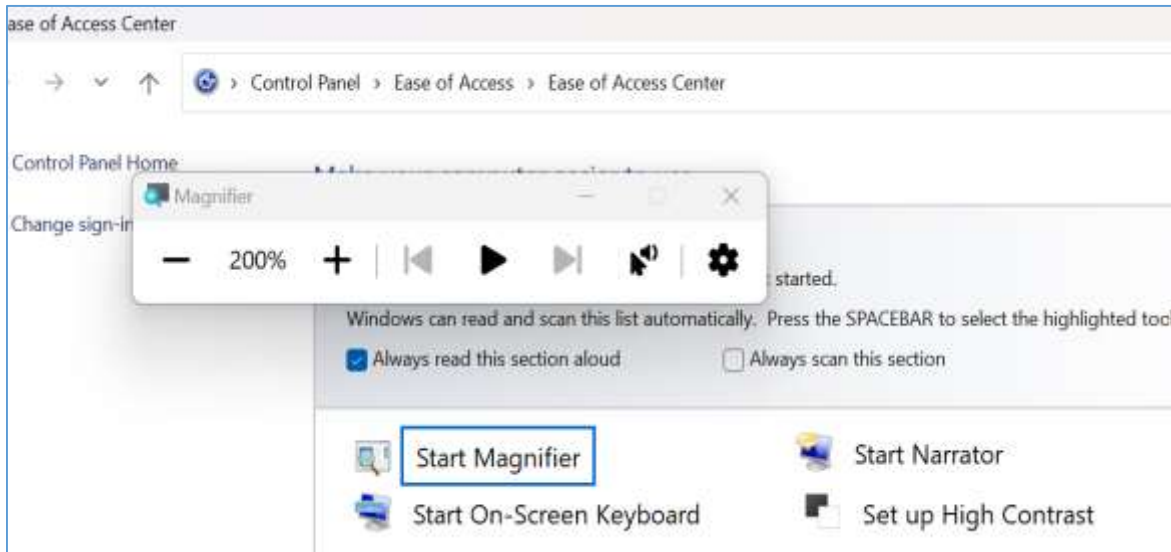 ase of Access Center
Control Panel > Ease of Access > Ease of Access Center
Control Panel Home
Magnifier
Change sign-in
200%
started.
Windows can read and scan this list automatically. Press the SPACEBAR to select the highlighted tool
Always read this section aloud
Always scan this section
Start Magnifier
Start Narrator
Start On-Screen Keyboard
Set up High Contrast